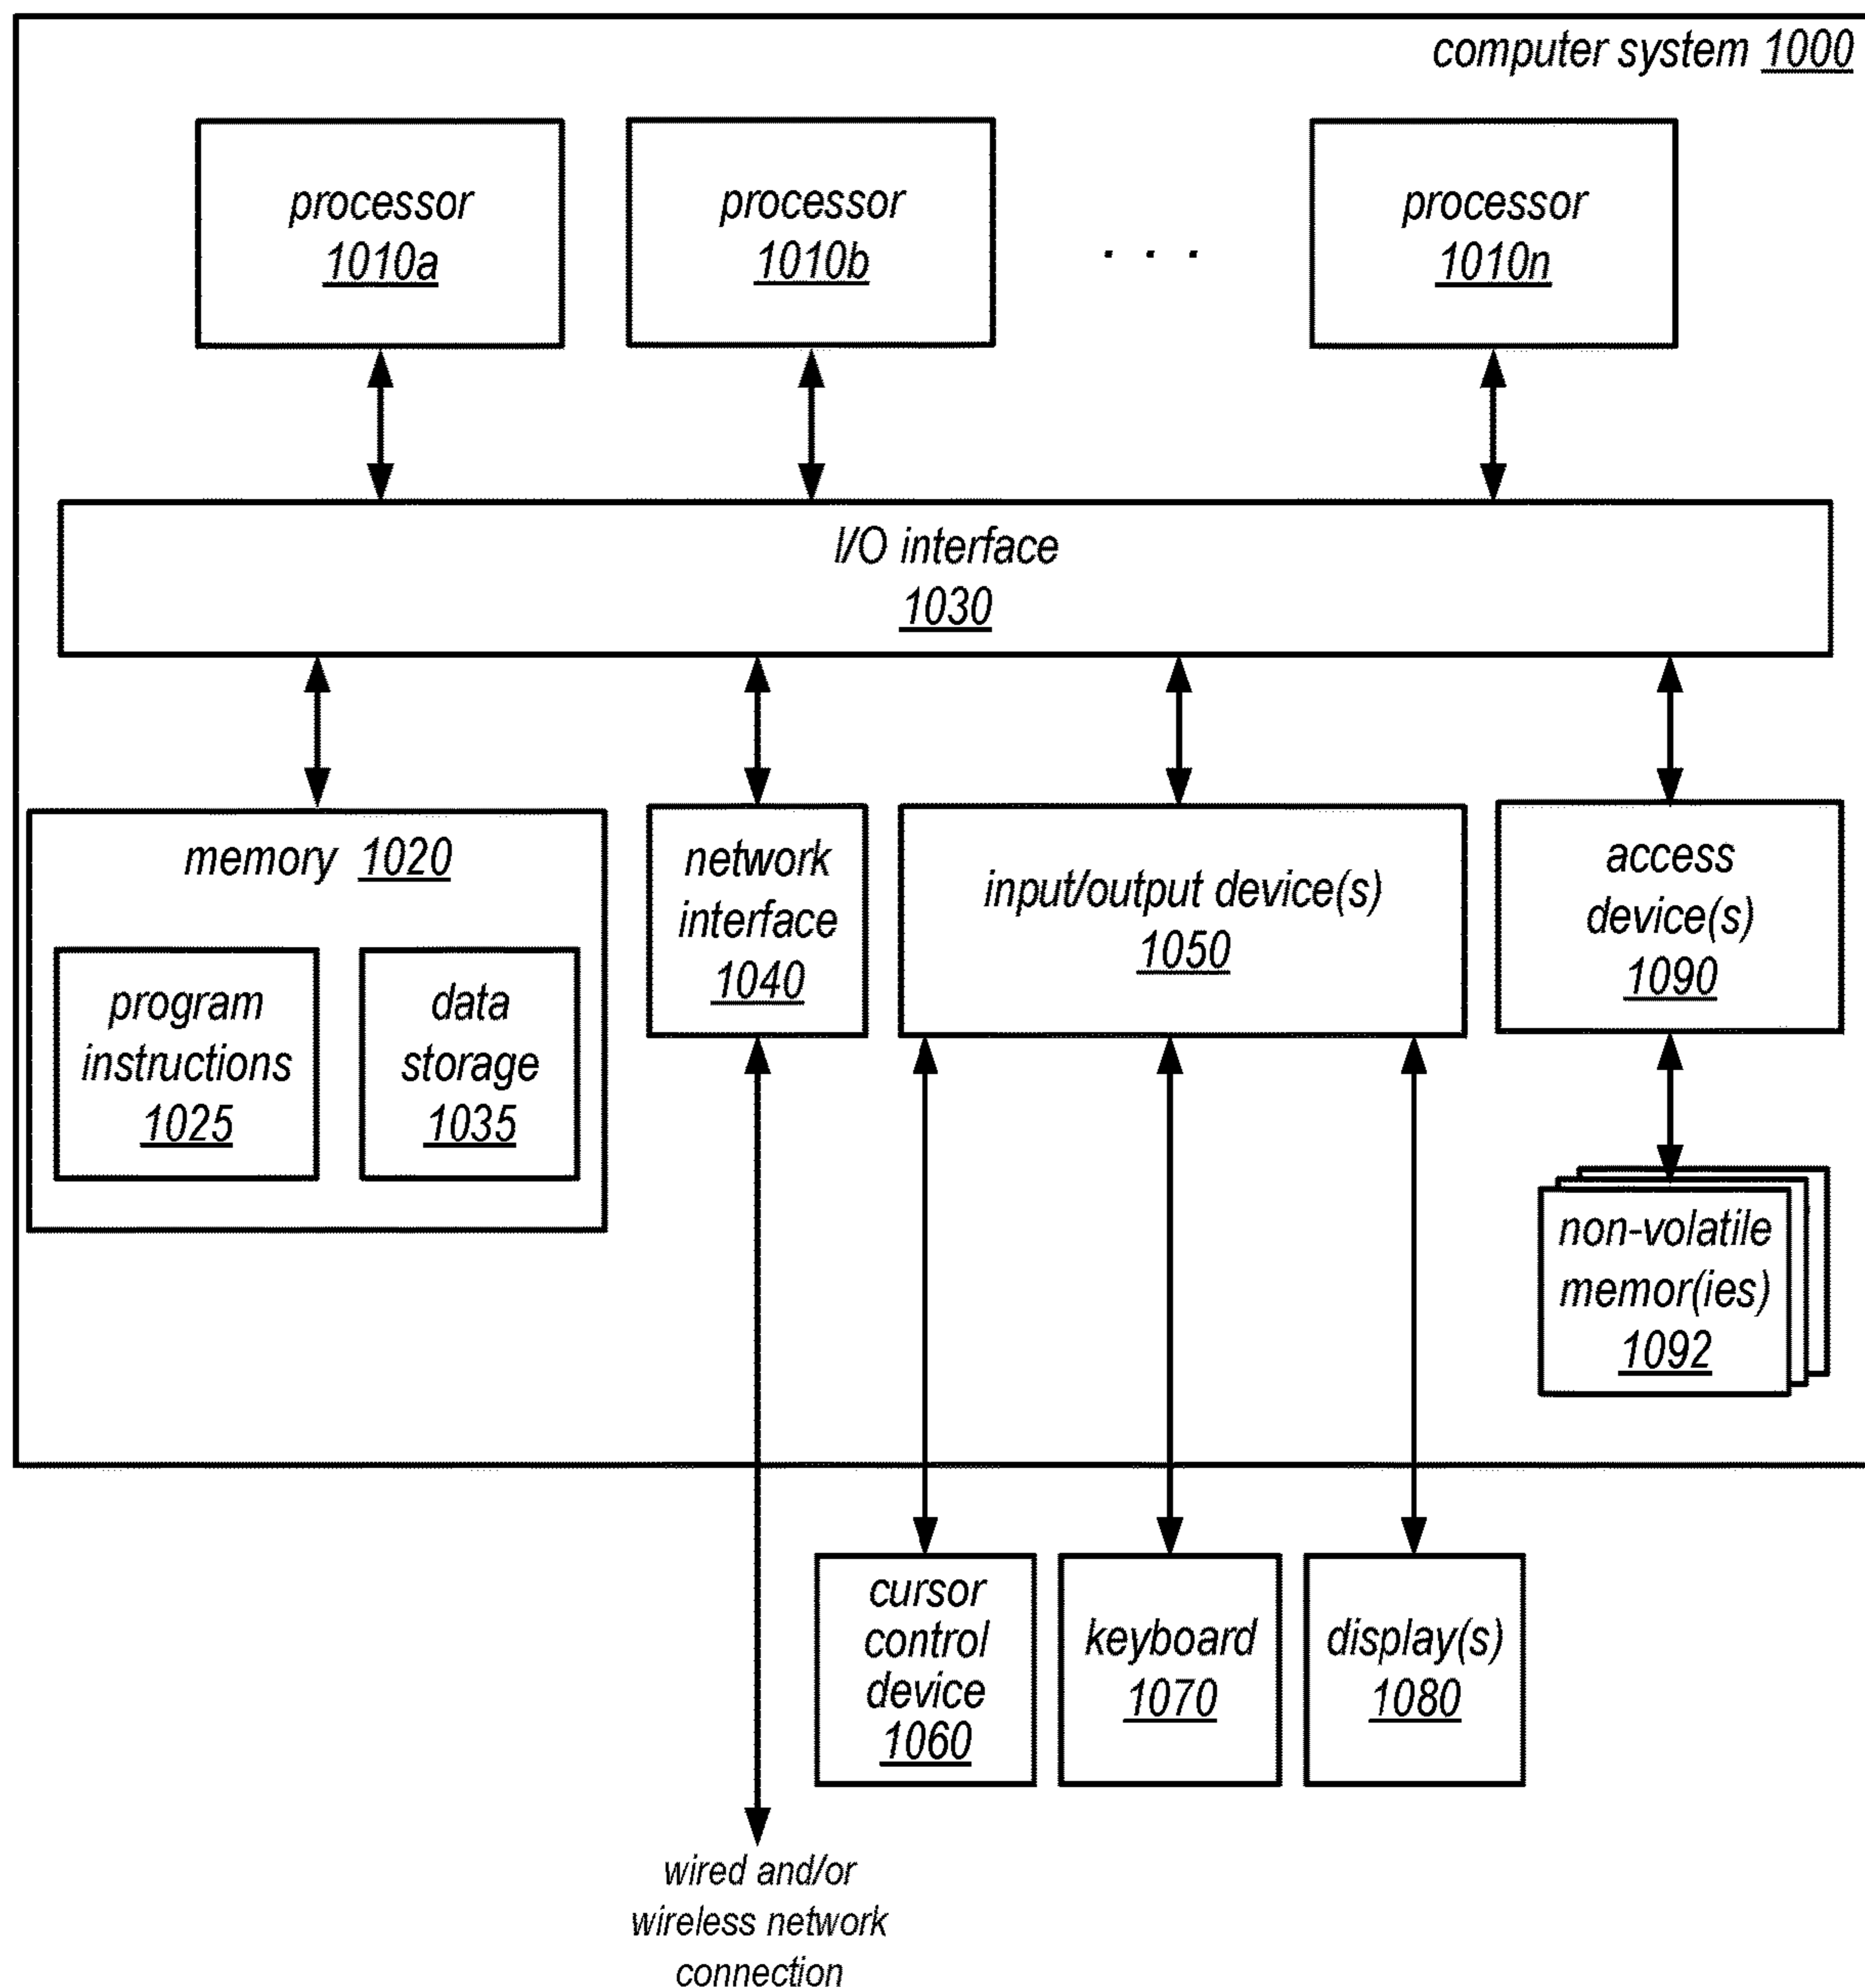 computer system 1000
processor
1010a
processor
1010b
. . .
processor
1010n
I/O interface
1030
memory 1020
program
instructions
1025
data
storage
1035
network
interface
1040
input/output device(s)
1050
access
device(s)
1090
non-volatile
memor(ies)
1092
cursor
control
device
1060
keyboard
1070
display(s)
1080
wired and/or
wireless network
connection